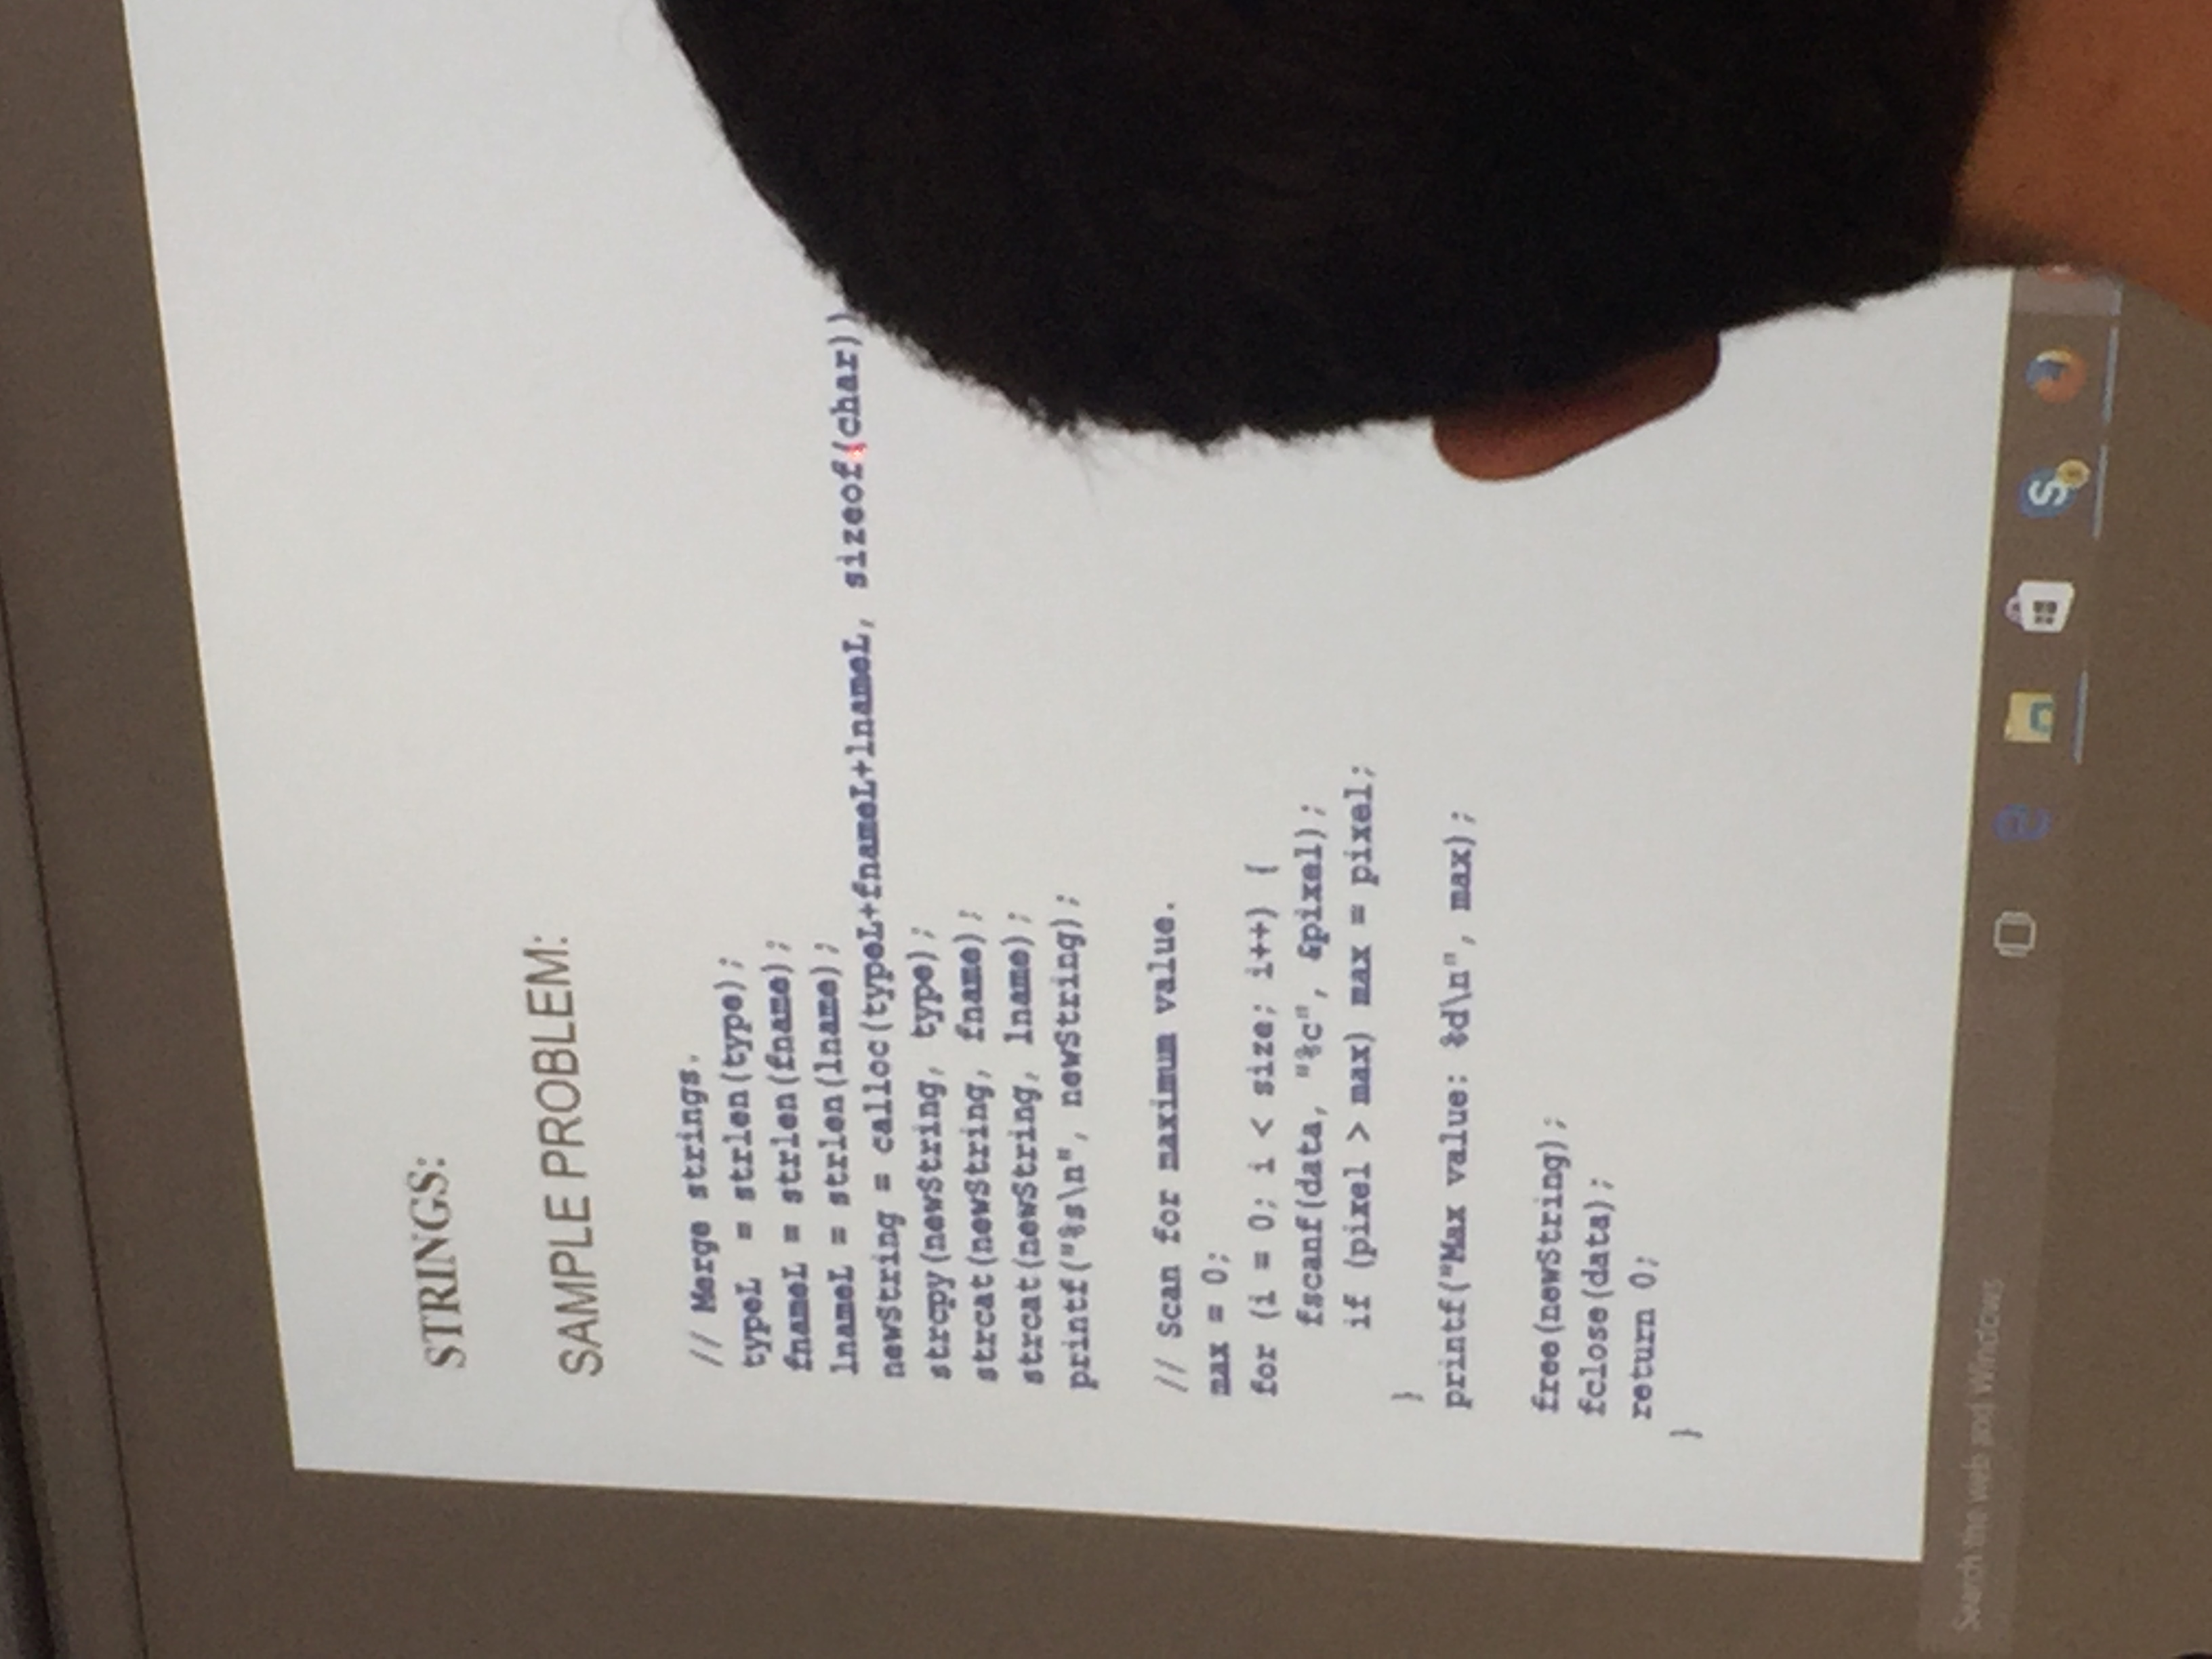 STRINGS:
SAMPLE PROBLEM:
// Merge strings.
typeL  = strlen(type);
fnameL = strlen(fname);
lnameL = strlen(lname);
newString = calloc(typeL+fnameL+lnameL, sizeof(char))
strcpy(newString, type);
strcat(newString, fname);
strcat(newString, lname);
printf("%s\n", newString);
// Scan for maximum value.
max = 0;
for (i = 0; i < size; i++) {
    fscanf(data, "%c", &pixel);
    if (pixel > max) max = pixel;
}
printf("Max value: %d\n", max);
free(newString);
fclose(data);
return 0;
}
Search the web and Windows